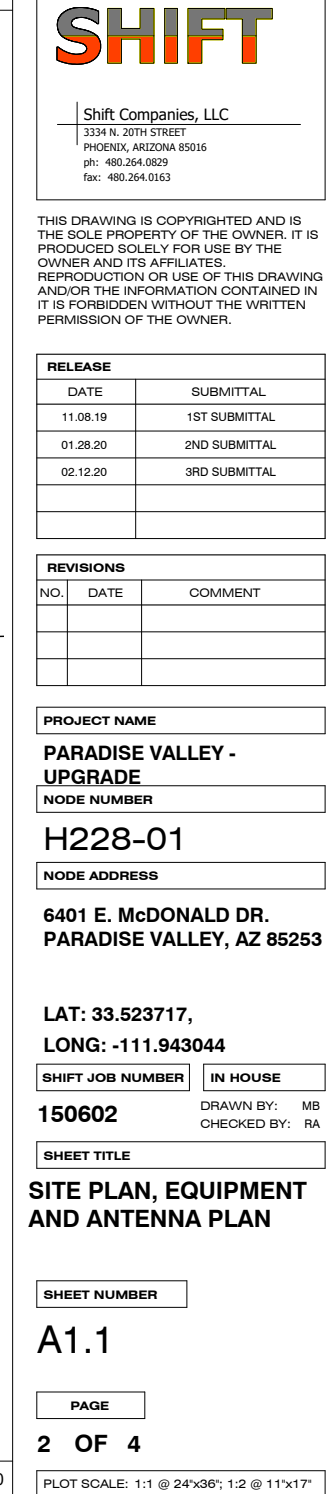 SHIFT
Shift Companies, LLC
3334 N. 20TH STREET
PHOENIX, ARIZONA 85016
ph: 480.264.0829
fax: 480.264.0163
THIS DRAWING IS COPYRIGHTED AND IS
THE SOLE PROPERTY OF THE OWNER. IT IS
PRODUCED SOLELY FOR USE BY THE
OWNER AND ITS AFFILIATES.
REPRODUCTION OR USE OF THIS DRAWING
AND/OR THE INFORMATION CONTAINED IN
IT IS FORBIDDEN WITHOUT THE WRITTEN
PERMISSION OF THE OWNER.
RELEASE
DATE SUBMITTAL
11.08.19 1ST SUBMITTAL
01.28.20 2ND SUBMITTAL
02.12.20 3RD SUBMITTAL
REVISIONS
NO. DATE COMMENT
PROJECT NAME
PARADISE VALLEY -
UPGRADE
NODE NUMBER
H228-01
NODE ADDRESS
6401 E. McDONALD DR.
PARADISE VALLEY, AZ 85253
LAT: 33.523717,
LONG: -111.943044
SHIFT JOB NUMBER IN HOUSE
150602 DRAWN BY: MB
CHECKED BY: RA
SHEET TITLE
SITE PLAN, EQUIPMENT
AND ANTENNA PLAN
SHEET NUMBER
A1.1
PAGE
2 OF 4
PLOT SCALE: 1:1 @ 24"x36"; 1:2 @ 11"x17"